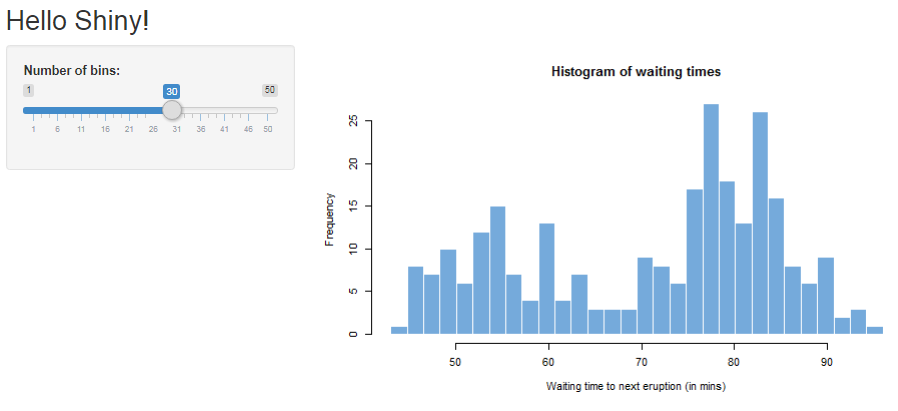 Hello Shiny!
Number of bins:
1 30 50
1 6 11 16 21 26 31 36 41 46 50
Histogram of waiting times
Frequency
25
20
15
10
5
0
50 60 70 80 90
Waiting time to next eruption (in mins)